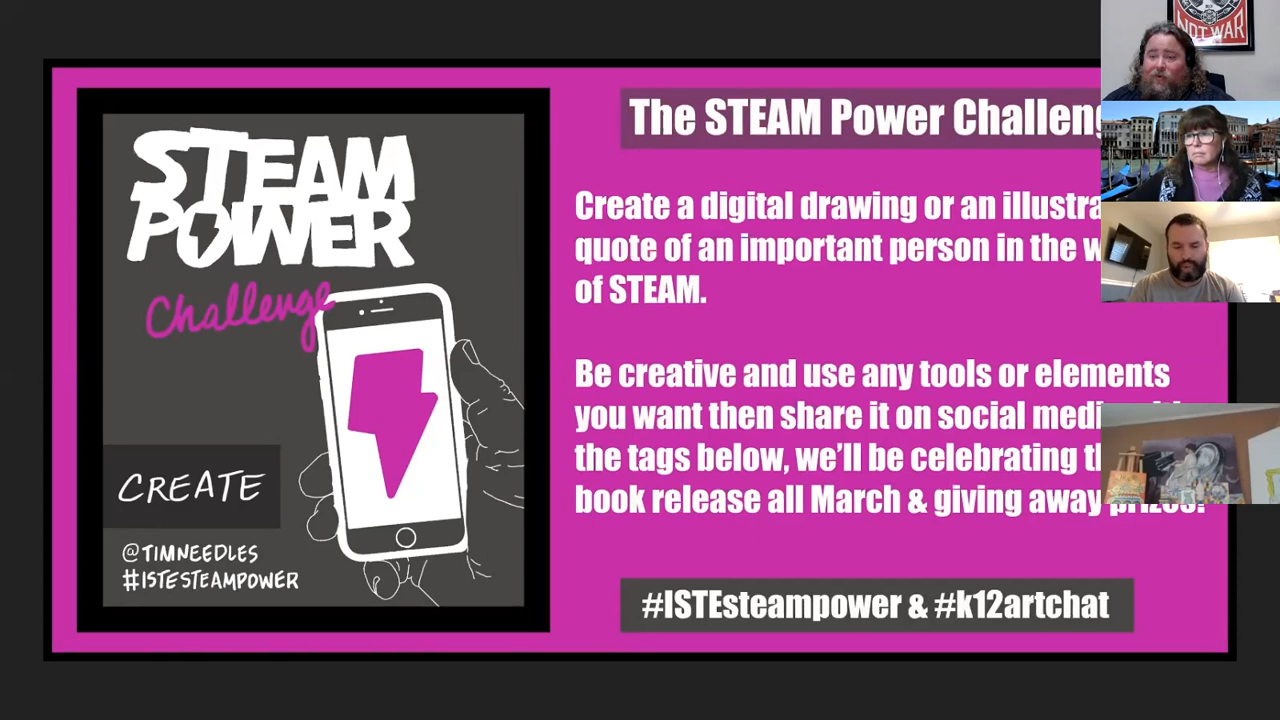 NOT WAR
STEAM
POWER
Challenge
CREATE
@TIMNEEDLES
#ISTESTEAMPOWER
The STEAM Power Challeng
Create a digital drawing or an illustra
quote of an important person in the w
of STEAM.
Be creative and use any tools or elements
you want then share it on social medi
the tags below, we'll be celebrating t
book release all March & giving away prizes!
#ISTEsteampower & #k12artchat